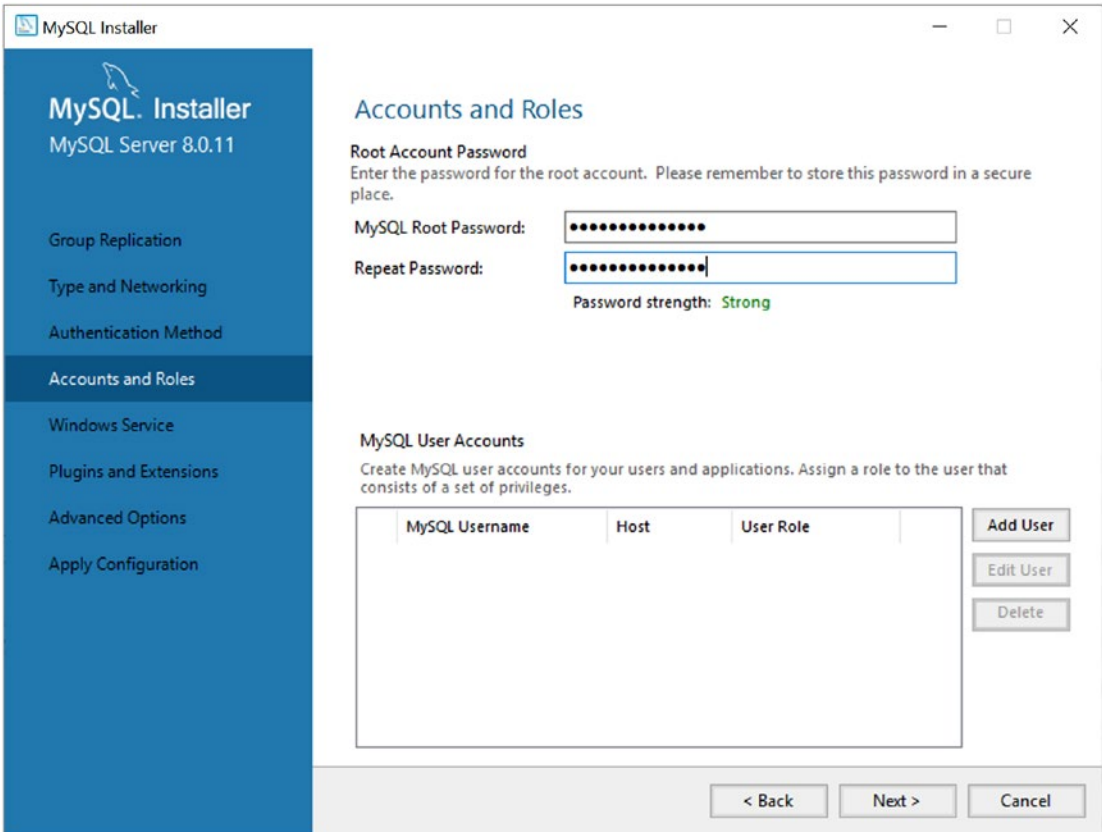 MySQL Installer
MySQL. Installer
MySQL Server 8.0.11
Group Replication
Type and Networking
Authentication Method
Accounts and Roles
Windows Service
Plugins and Extensions
Advanced Options
Apply Configuration
Accounts and Roles
Root Account Password
Enter the password for the root account. Please remember to store this password in a secure
place.
MySQL Root Password: ●●●●●●●●●●●●●●
Repeat Password: ●●●●●●●●●●●●●●
Password strength: Strong
MySQL User Accounts
Create MySQL user accounts for your users and applications. Assign a role to the user that
consists of a set of privileges.
MySQL Username Host User Role
Add User
Edit User
Delete
< Back Next > Cancel